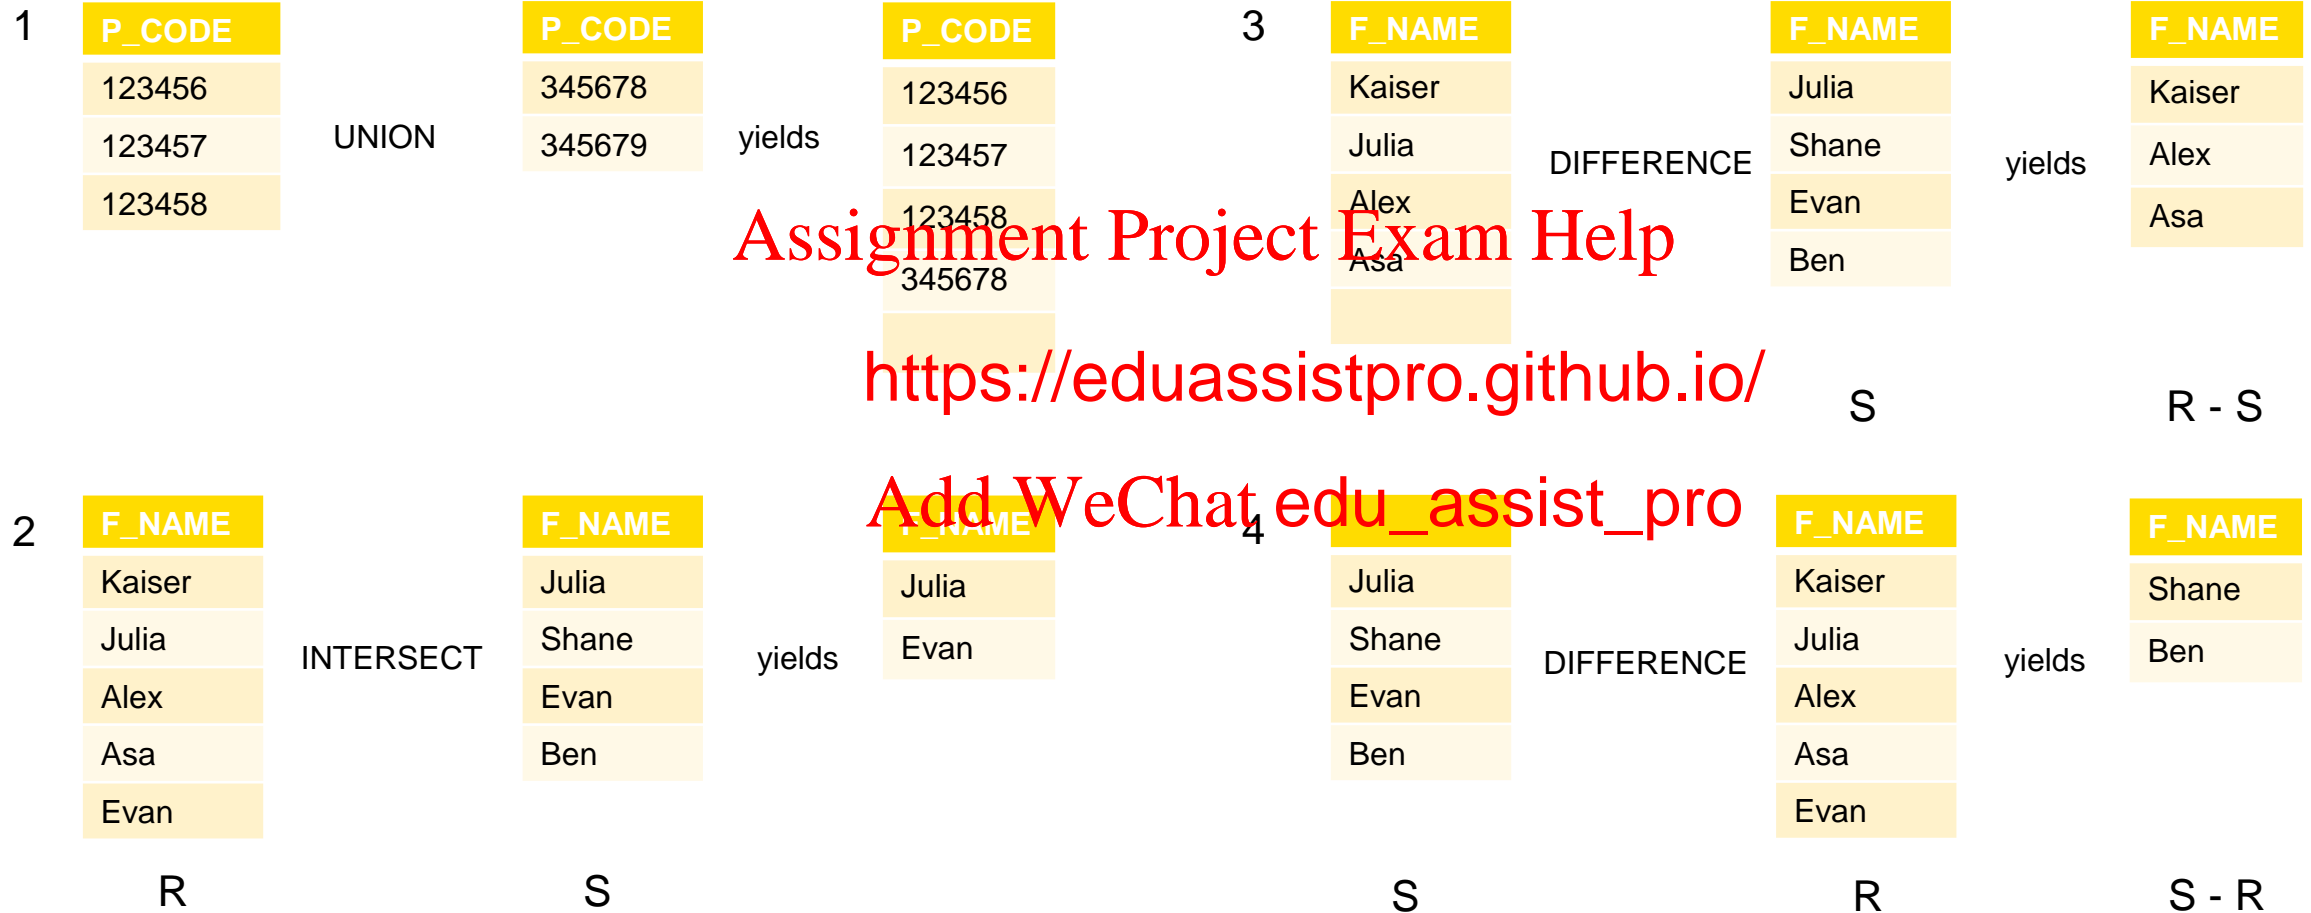 1
P_CODE
123456
123457
123458
UNION
P_CODE
345678
345679
yields
P_CODE
123456
123457
123458
345678
3
F_NAME
Kaiser
Julia
Alex
Asa
DIFFERENCE
F_NAME
Julia
Shane
Evan
Ben
S
yields
F_NAME
Kaiser
Alex
Asa
R - S
Assignment Project Exam Help
https://eduassistpro.github.io/
Add WeChat edu_assist_pro
2
F_NAME
Kaiser
Julia
Alex
Asa
Evan
R
INTERSECT
F_NAME
Julia
Shane
Evan
Ben
S
yields
F_NAME
Julia
Evan
4
Julia
Shane
Evan
Ben
S
DIFFERENCE
F_NAME
Kaiser
Julia
Alex
Asa
Evan
R
yields
F_NAME
Shane
Ben
S - R